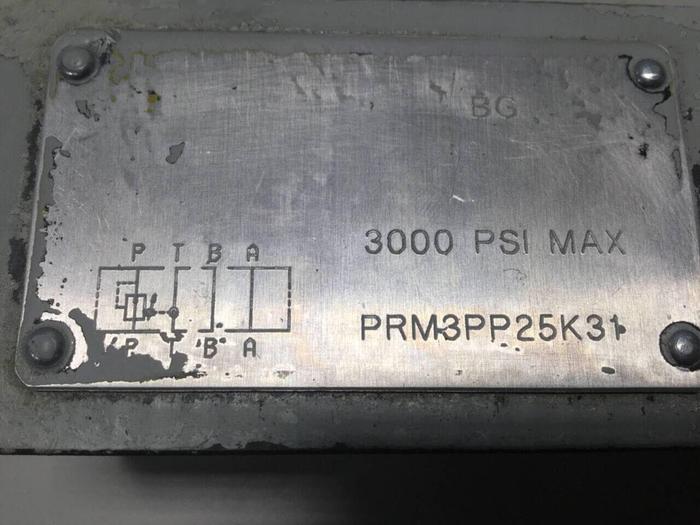 BG
3000 PSI MAX
P T B A
PRM3PP25K31
P T B A